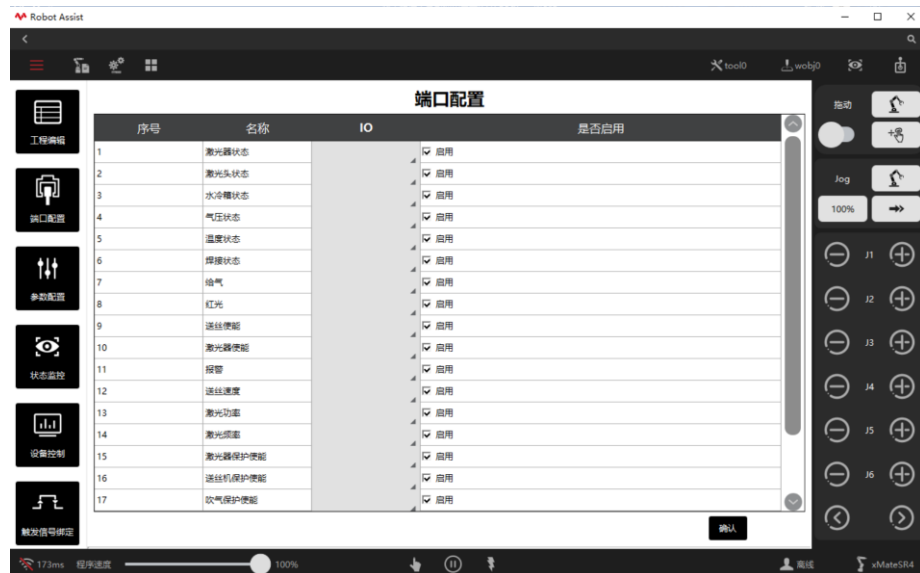 Robot Assist
tool0
wobj0
端口配置
序号 名称 IO 是否启用
1 激光器状态 启用
2 激光头状态 启用
3 水冷箱状态 启用
4 气压状态 启用
5 温度状态 启用
6 焊接状态 启用
7 给气 启用
8 红光 启用
9 送丝使能 启用
10 激光器使能 启用
11 报警 启用
12 送丝速度 启用
13 激光功率 启用
14 激光频率 启用
15 激光器保护使能 启用
16 送丝机保护使能 启用
17 吹气保护使能 启用
确认
工程编辑
端口配置
参数配置
状态监控
设备控制
触发信号绑定
拖动
Jog
100%
J1
J2
J3
J4
J5
J6
173ms 程序速度 100%
离线
xMateSR4